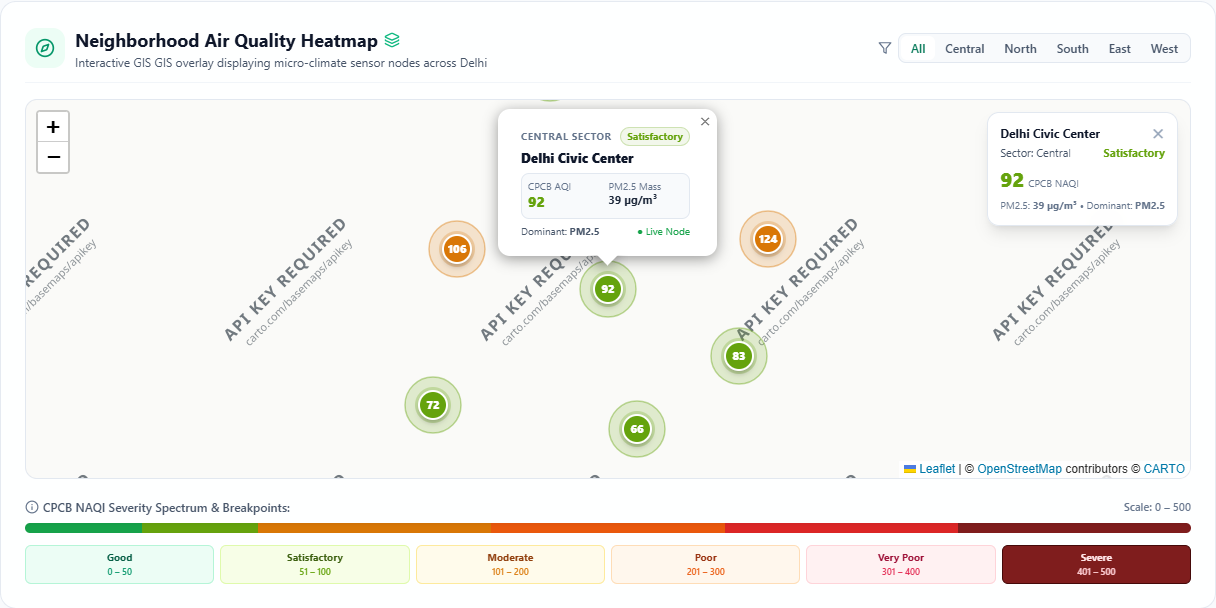 Neighborhood Air Quality Heatmap
Interactive GIS GIS overlay displaying micro-climate sensor nodes across Delhi
All Central North South East West
+
−
CENTRAL SECTOR Satisfactory
Delhi Civic Center
CPCB AQI PM2.5 Mass
92 39 µg/m³
Dominant: PM2.5 ● Live Node
Delhi Civic Center
Sector: Central Satisfactory
92 CPCB NAQI
PM2.5: 39 µg/m³ • Dominant: PM2.5
106
124
92
83
72
66
REQUIRED
/basemaps/apikey
API KEY REQUIRED
carto.com/basemaps/apikey
API KEY REQU
carto.com/basemaps/api
API KEY REQUIRED
carto.com/basemaps/apikey
API KEY REQUIRED
carto.com/basemaps/apikey
Leaflet | © OpenStreetMap contributors © CARTO
CPCB NAQI Severity Spectrum & Breakpoints: Scale: 0 – 500
Good Satisfactory Moderate Poor Very Poor Severe
0 – 50 51 – 100 101 – 200 201 – 300 301 – 400 401 – 500